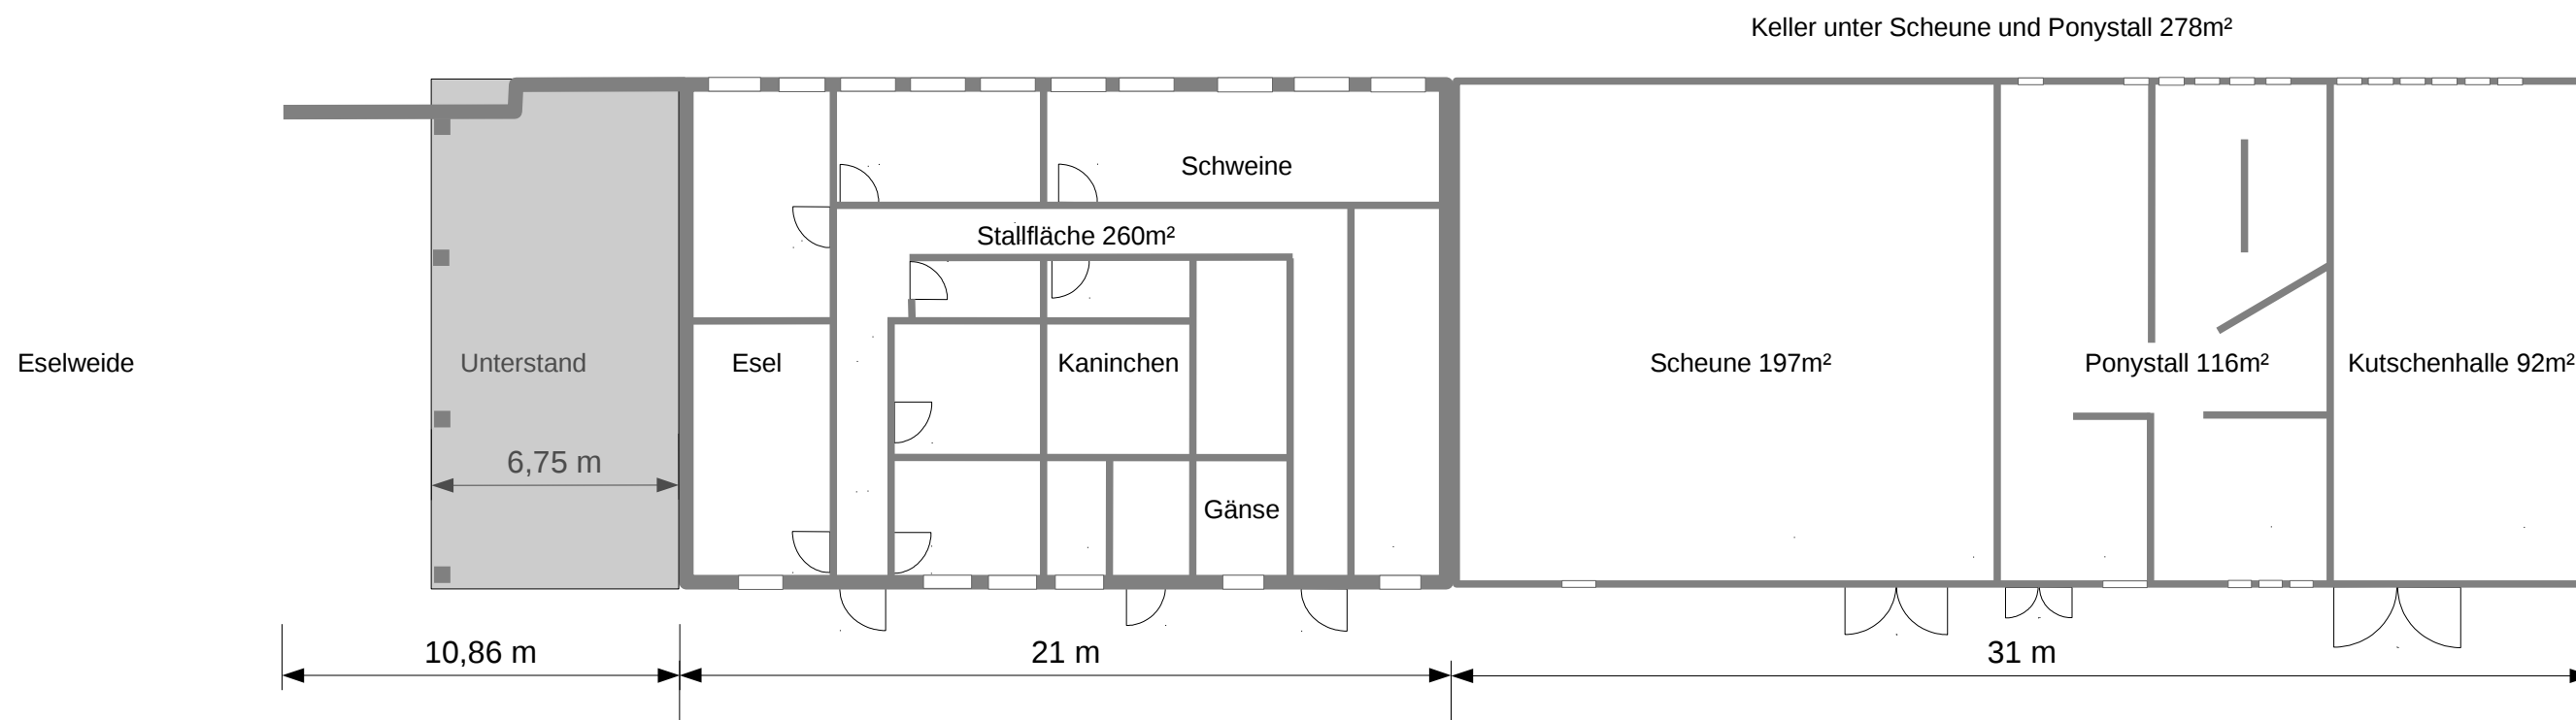 Keller unter Scheune und Ponystall 278m²
Schweine
Stallfläche 260m²
Eselweide
Unterstand
Esel
Kaninchen
Scheune 197m²
Ponystall 116m²
Kutschenhalle 92m²
6,75 m
Gänse
10,86 m
21 m
31 m